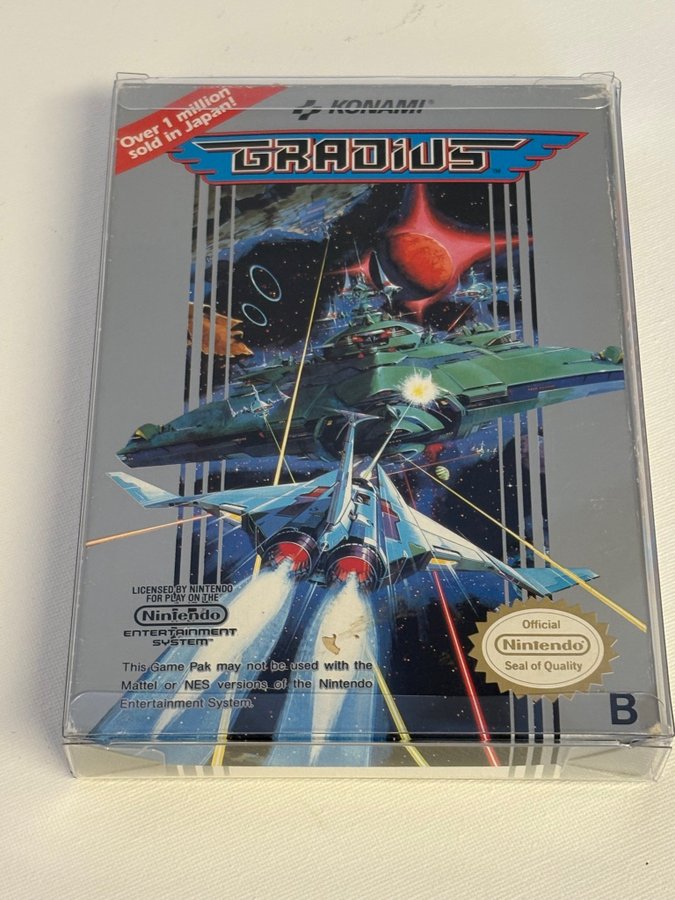 Over 1 million
sold in Japan!
KONAMI®
GRADIUS™
LICENSED BY NINTENDO
FOR PLAY ON THE
Nintendo
ENTERTAINMENT
SYSTEM™
This Game Pak may not be used with the
Mattel or NES versions of the Nintendo
Entertainment System.
Official
Nintendo
Seal of Quality
B